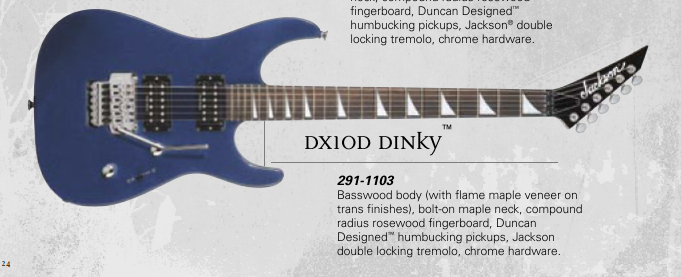 fingerboard, Duncan Designed™
humbucking pickups, Jackson® double
locking tremolo, chrome hardware.
Jackson
DX10D DINKY™
291-1103
Basswood body (with flame maple veneer on
trans finishes), bolt-on maple neck, compound
radius rosewood fingerboard, Duncan
Designed™ humbucking pickups, Jackson
double locking tremolo, chrome hardware.
24